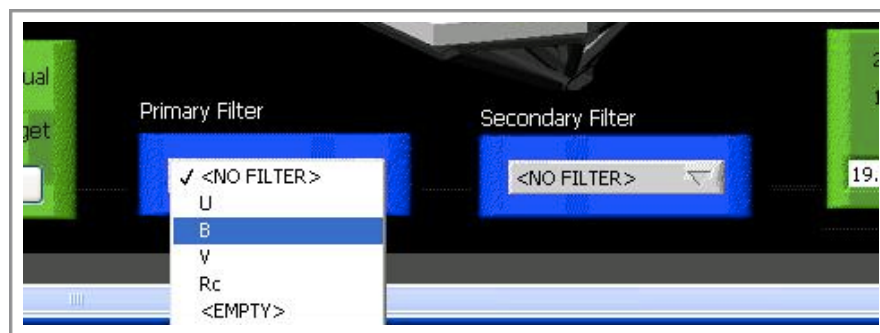 ual
get
Primary Filter
✓ <NO FILTER>
U
B
V
Rc
<EMPTY>
Secondary Filter
<NO FILTER>
19.